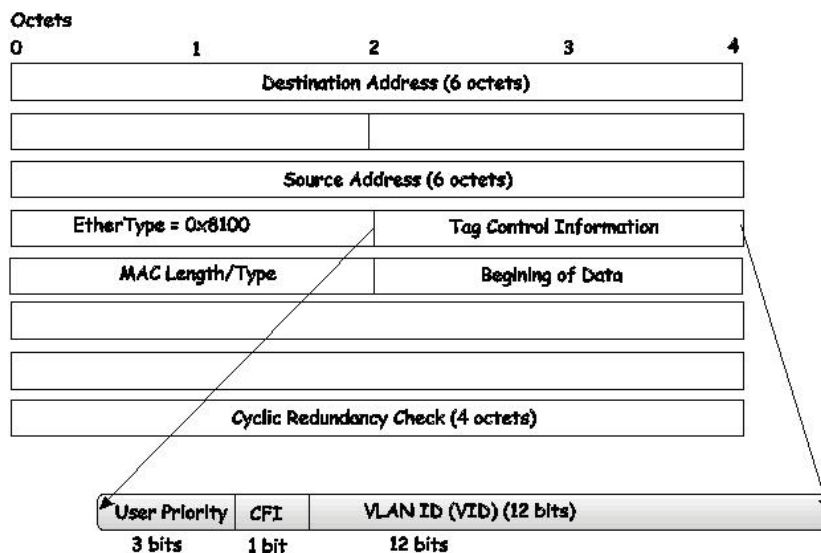 Octets
0 1 2 3 4
Destination Address (6 octets)
Source Address (6 octets)
EtherType = 0x8100 Tag Control Information
MAC Length/Type Begining of Data
Cyclic Redundancy Check (4 octets)
User Priority CFI VLAN ID (VID) (12 bits)
3 bits 1 bit 12 bits